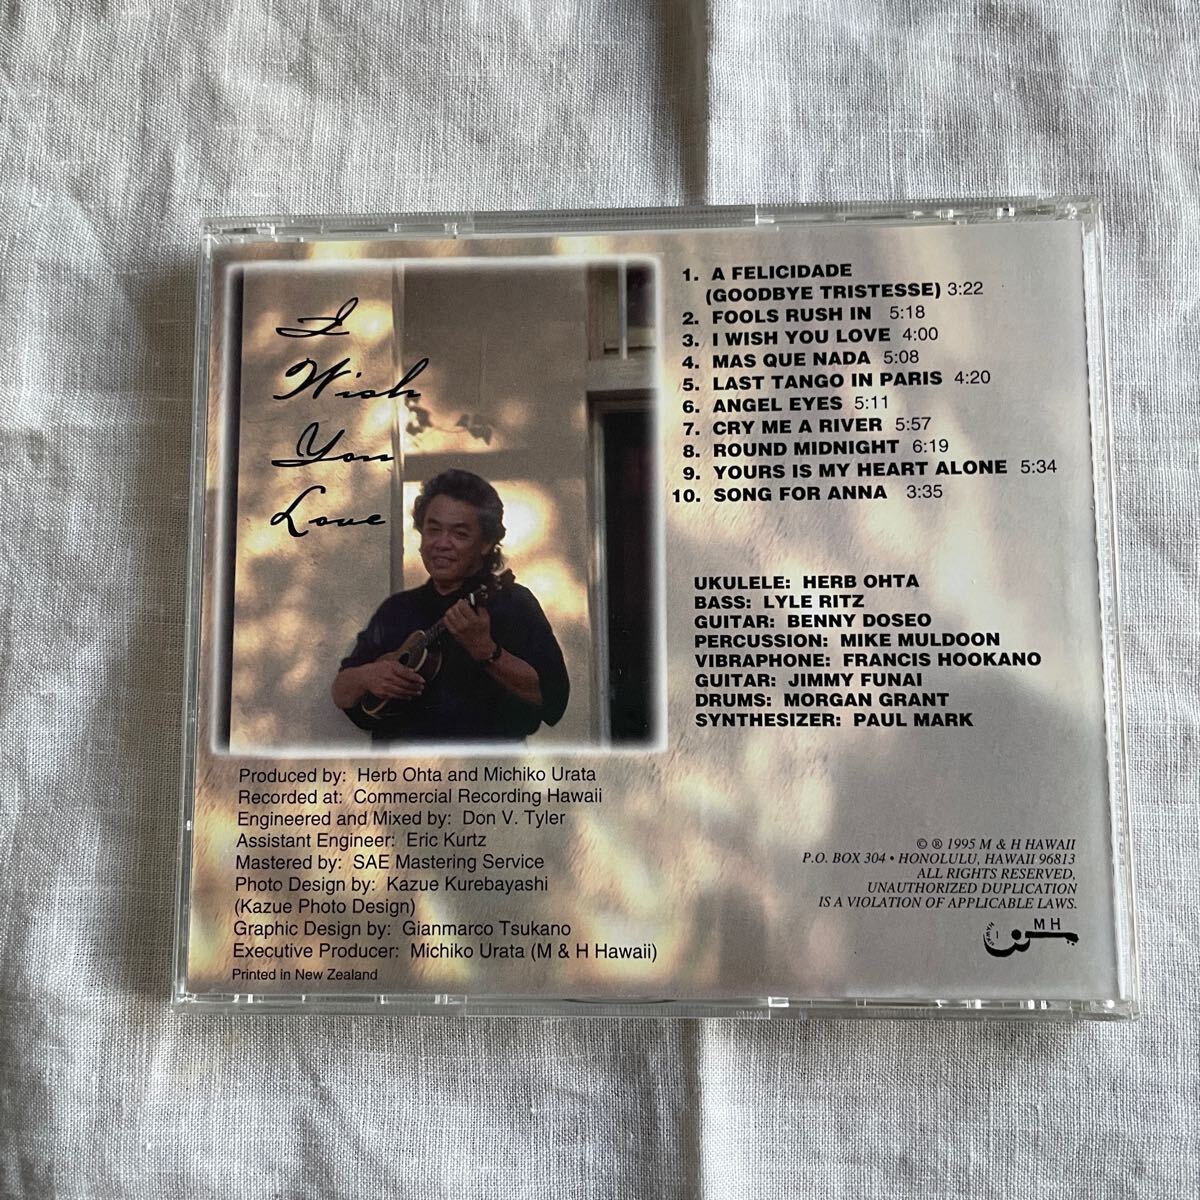 I
Wish
You
Love
1. A FELICIDADE
(GOODBYE TRISTESSE) 3:22
2. FOOLS RUSH IN 5:18
3. I WISH YOU LOVE 4:00
4. MAS QUE NADA 5:08
5. LAST TANGO IN PARIS 4:20
6. ANGEL EYES 5:11
7. CRY ME A RIVER 5:57
8. ROUND MIDNIGHT 6:19
9. YOURS IS MY HEART ALONE 5:34
10. SONG FOR ANNA 3:35
UKULELE: HERB OHTA
BASS: LYLE RITZ
GUITAR: BENNY DOSEO
PERCUSSION: MIKE MULDOON
VIBRAPHONE: FRANCIS HOOKANO
GUITAR: JIMMY FUNAI
DRUMS: MORGAN GRANT
SYNTHESIZER: PAUL MARK
Produced by: Herb Ohta and Michiko Urata
Recorded at: Commercial Recording Hawaii
Engineered and Mixed by: Don V. Tyler
Assistant Engineer: Eric Kurtz
Mastered by: SAE Mastering Service
Photo Design by: Kazue Kurebayashi
(Kazue Photo Design)
Graphic Design by: Gianmarco Tsukano
Executive Producer: Michiko Urata (M & H Hawaii)
Printed in New Zealand
© ® 1995 M & H HAWAII
P.O. BOX 304 • HONOLULU, HAWAII 96813
ALL RIGHTS RESERVED,
UNAUTHORIZED DUPLICATION
IS A VIOLATION OF APPLICABLE LAWS.
M H